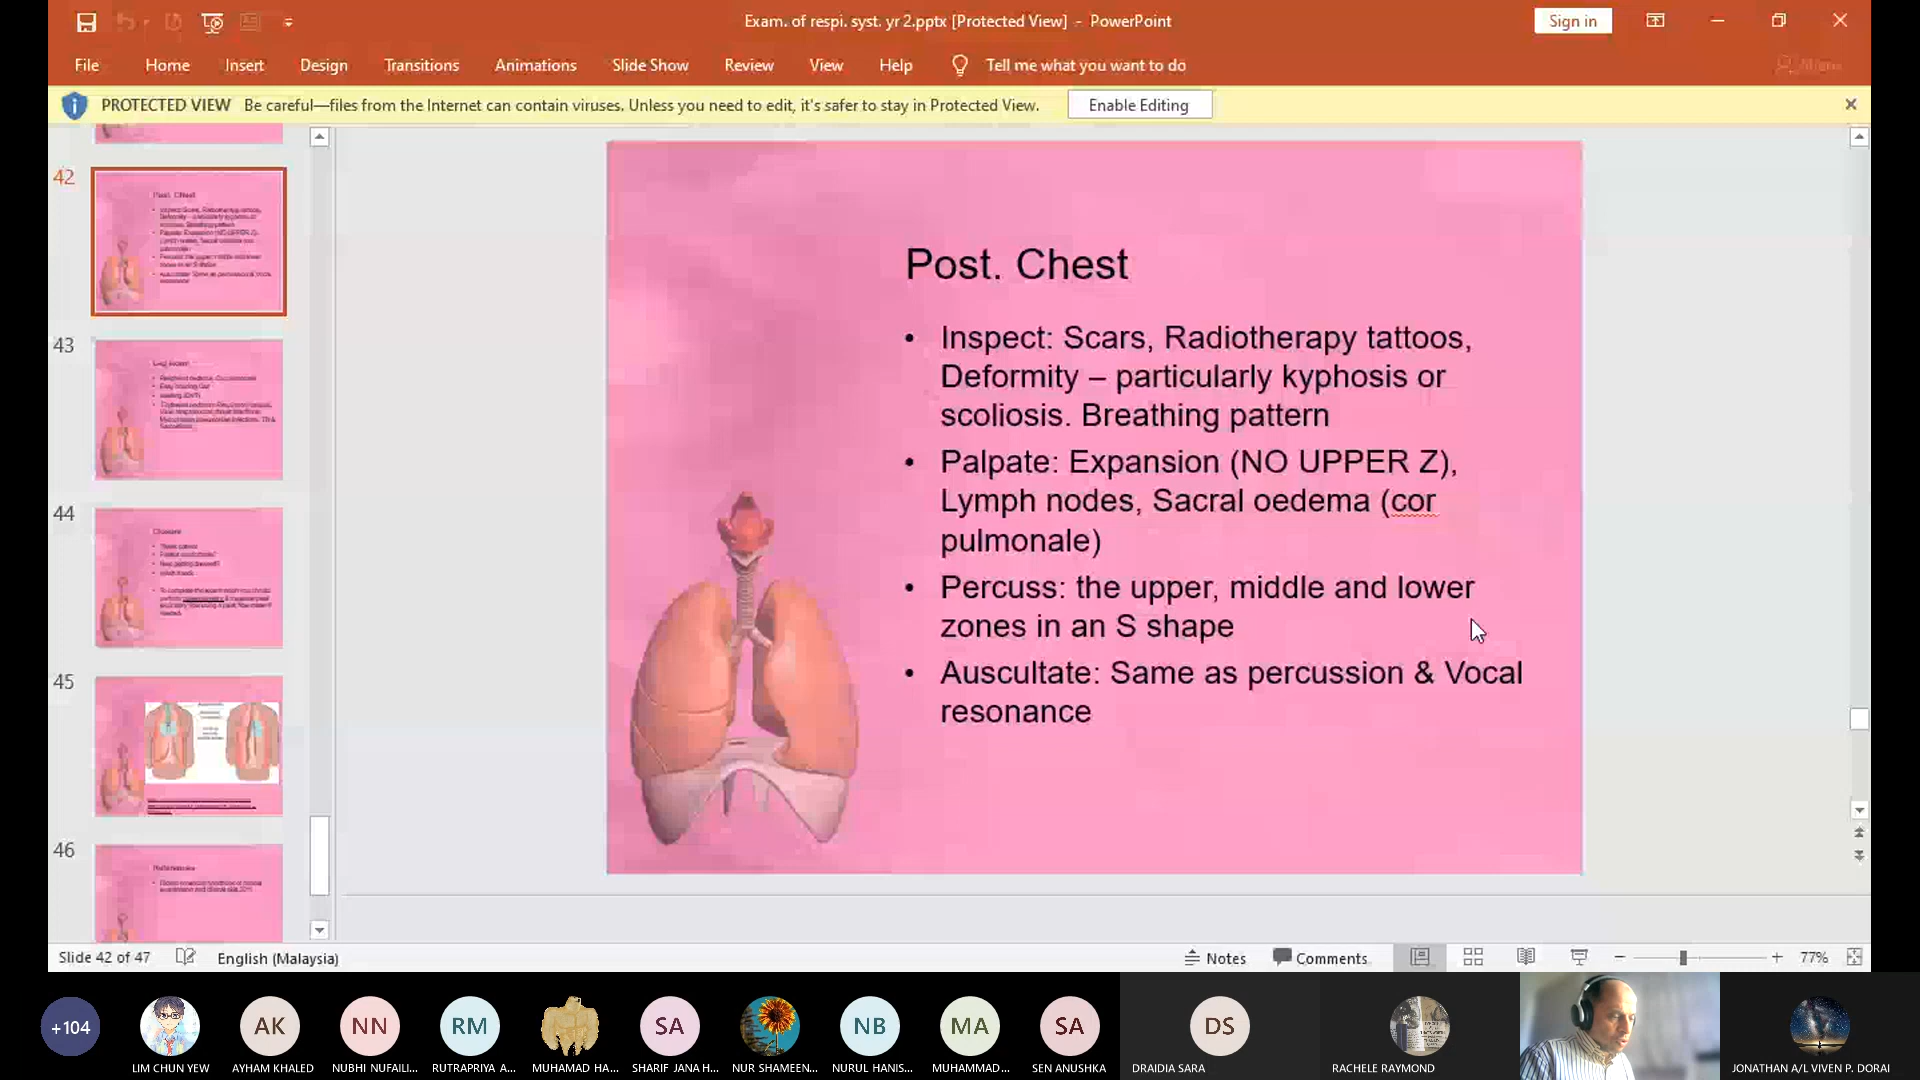 Exam. of respi. syst. yr 2.pptx [Protected View] - PowerPoint
Sign in
File Home Insert Design Transitions Animations Slide Show Review View Help Tell me what you want to do
PROTECTED VIEW Be careful—files from the Internet can contain viruses. Unless you need to edit, it's safer to stay in Protected View. Enable Editing
42
Post. Chest
43
44
Closure
45
46
References
Post. Chest
• Inspect: Scars, Radiotherapy tattoos,
Deformity – particularly kyphosis or
scoliosis. Breathing pattern
• Palpate: Expansion (NO UPPER Z),
Lymph nodes, Sacral oedema (cor
pulmonale)
• Percuss: the upper, middle and lower
zones in an S shape
• Auscultate: Same as percussion & Vocal
resonance
Slide 42 of 47 English (Malaysia) Notes Comments 77%
+104 AK NN RM SA NB MA SA DS
LIM CHUN YEW AYHAM KHALED NUBHI NUFAILI... RUTRAPRIYA A... MUHAMAD HA... SHARIF JANA H... NUR SHAMEEN... NURUL HANIS... MUHAMMAD... SEN ANUSHKA DRAIDIA SARA RACHELE RAYMOND JONATHAN A/L VIVEN P. DORAI